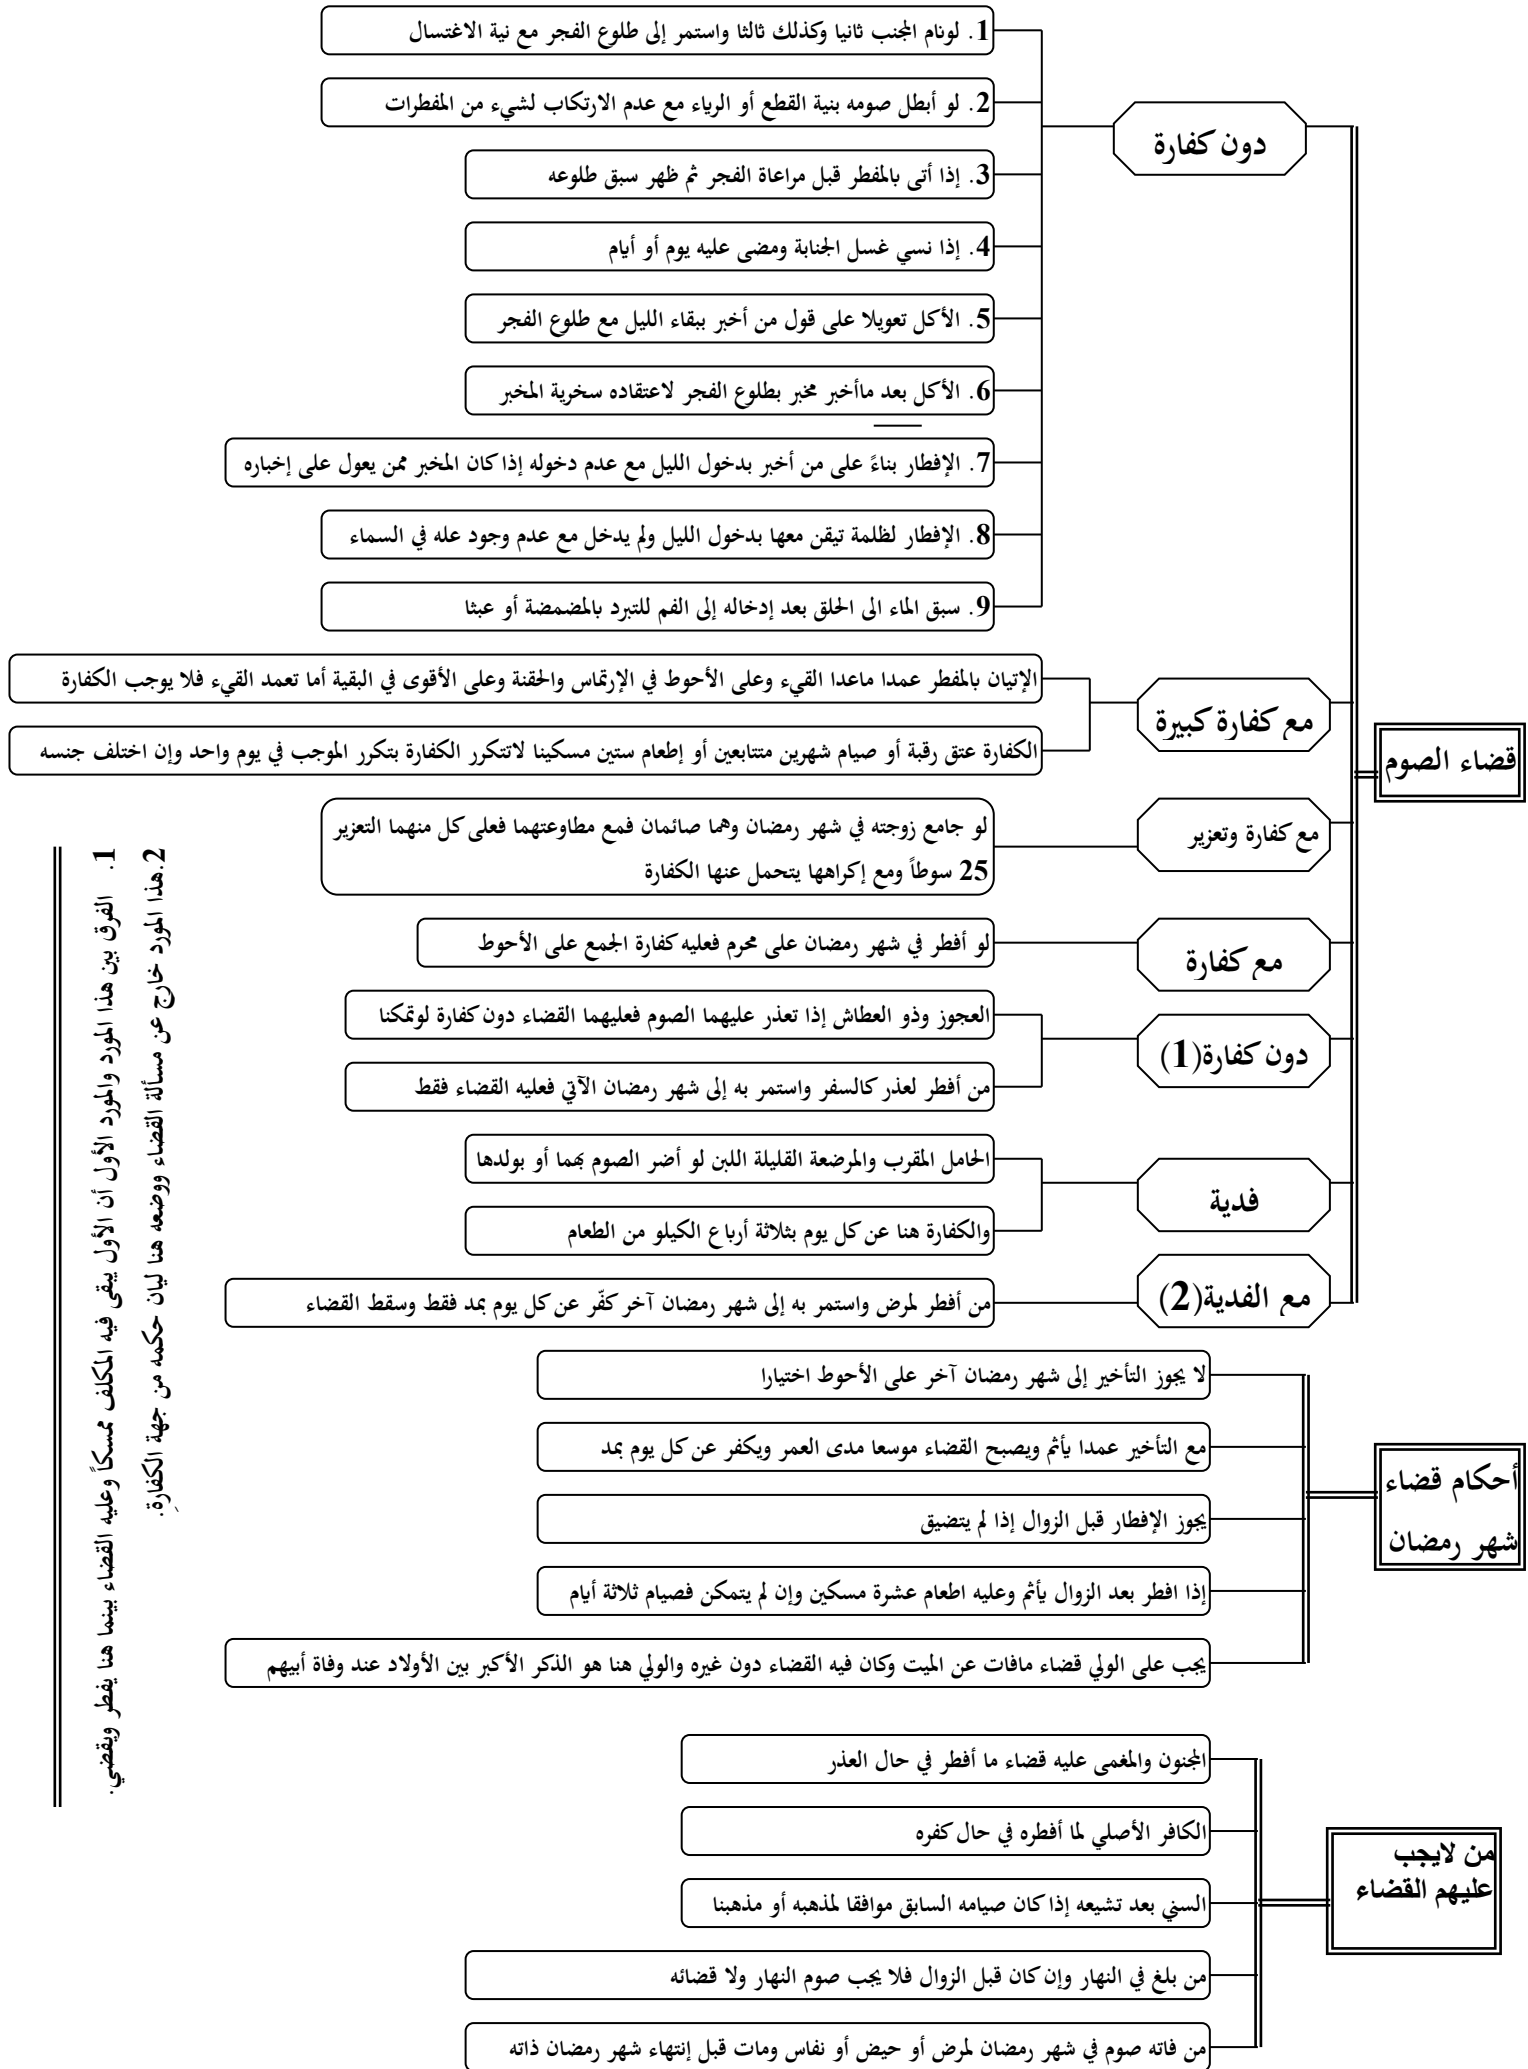 قضاء الصوم
دون كفارة
1. لونام المجنب ثانيا وكذلك ثالثا واستمر إلى طلوع الفجر مع نية الاغتسال
2. لو أبطل صومه بنية القطع أو الرياء مع عدم الارتكاب لشيء من المفطرات
3. إذا أتى بالمفطر قبل مراعاة الفجر ثم ظهر سبق طلوعه
4. إذا نسي غسل الجنابة ومضى عليه يوم أو أيام
5. الأكل تعويلا على قول من أخبر ببقاء الليل مع طلوع الفجر
6. الأكل بعد ماأخبر مخبر بطلوع الفجر لاعتقاده سخرية المخبر
7. الإفطار بناءً على من أخبر بدخول الليل مع عدم دخوله إذا كان المخبر ممن يعول على إخباره
8. الإفطار لظلمة تيقن معها بدخول الليل ولم يدخل مع عدم وجود عله في السماء
9. سبق الماء الى الحلق بعد إدخاله إلى الفم للتبرد بالمضمضة أو عبثا
مع كفارة كبيرة
الإتيان بالمفطر عمدا ماعدا القيء وعلى الأحوط في الإرتماس والحقنة وعلى الأقوى في البقية أما تعمد القيء فلا يوجب الكفارة
الكفارة عتق رقبة أو صيام شهرين متتابعين أو إطعام ستين مسكينا لاتتكرر الكفارة بتكرر الموجب في يوم واحد وإن اختلف جنسه
مع كفارة وتعزير
لو جامع زوجته في شهر رمضان وهما صائمان فمع مطاوعتهما فعلى كل منهما التعزير
25 سوطاً ومع إكراهها يتحمل عنها الكفارة
مع كفارة
لو أفطر في شهر رمضان على محرم فعليه كفارة الجمع على الأحوط
دون كفارة(1)
العجوز وذو العطاش إذا تعذر عليهما الصوم فعليهما القضاء دون كفارة لوتمكنا
من أفطر لعذر كالسفر واستمر به إلى شهر رمضان الآتي فعليه القضاء فقط
فدية
الحامل المقرب والمرضعة القليلة اللبن لو أضر الصوم بهما أو بولدها
والكفارة هنا عن كل يوم بثلاثة أرباع الكيلو من الطعام
مع الفدية(2)
من أفطر لمرض واستمر به إلى شهر رمضان آخر كفّر عن كل يوم بمد فقط وسقط القضاء
أحكام قضاء
شهر رمضان
لا يجوز التأخير إلى شهر رمضان آخر على الأحوط اختيارا
مع التأخير عمدا يأثم ويصبح القضاء موسعا مدى العمر ويكفر عن كل يوم بمد
يجوز الإفطار قبل الزوال إذا لم يتضيق
إذا افطر بعد الزوال يأثم وعليه اطعام عشرة مسكين وإن لم يتمكن فصيام ثلاثة أيام
يجب على الولي قضاء مافات عن الميت وكان فيه القضاء دون غيره والولي هنا هو الذكر الأكبر بين الأولاد عند وفاة أبيهم
من لايجب
عليهم القضاء
المجنون والمغمى عليه قضاء ما أفطر في حال العذر
الكافر الأصلي لما أفطره في حال كفره
السني بعد تشيعه إذا كان صيامه السابق موافقا لمذهبه أو مذهبنا
من بلغ في النهار وإن كان قبل الزوال فلا يجب صوم النهار ولا قضائه
من فاته صوم في شهر رمضان لمرض أو حيض أو نفاس ومات قبل إنتهاء شهر رمضان ذاته
1. الفرق بين هذا المورد والمورد الأول أن الأول يبقى فيه المكلف ممسكاً وعليه القضاء بينما هنا يفطر ويقضي.
2.هذا المورد خارج عن مسألة القضاء ووضعه هنا لبيان حكمه من جهة الكفارةِ.